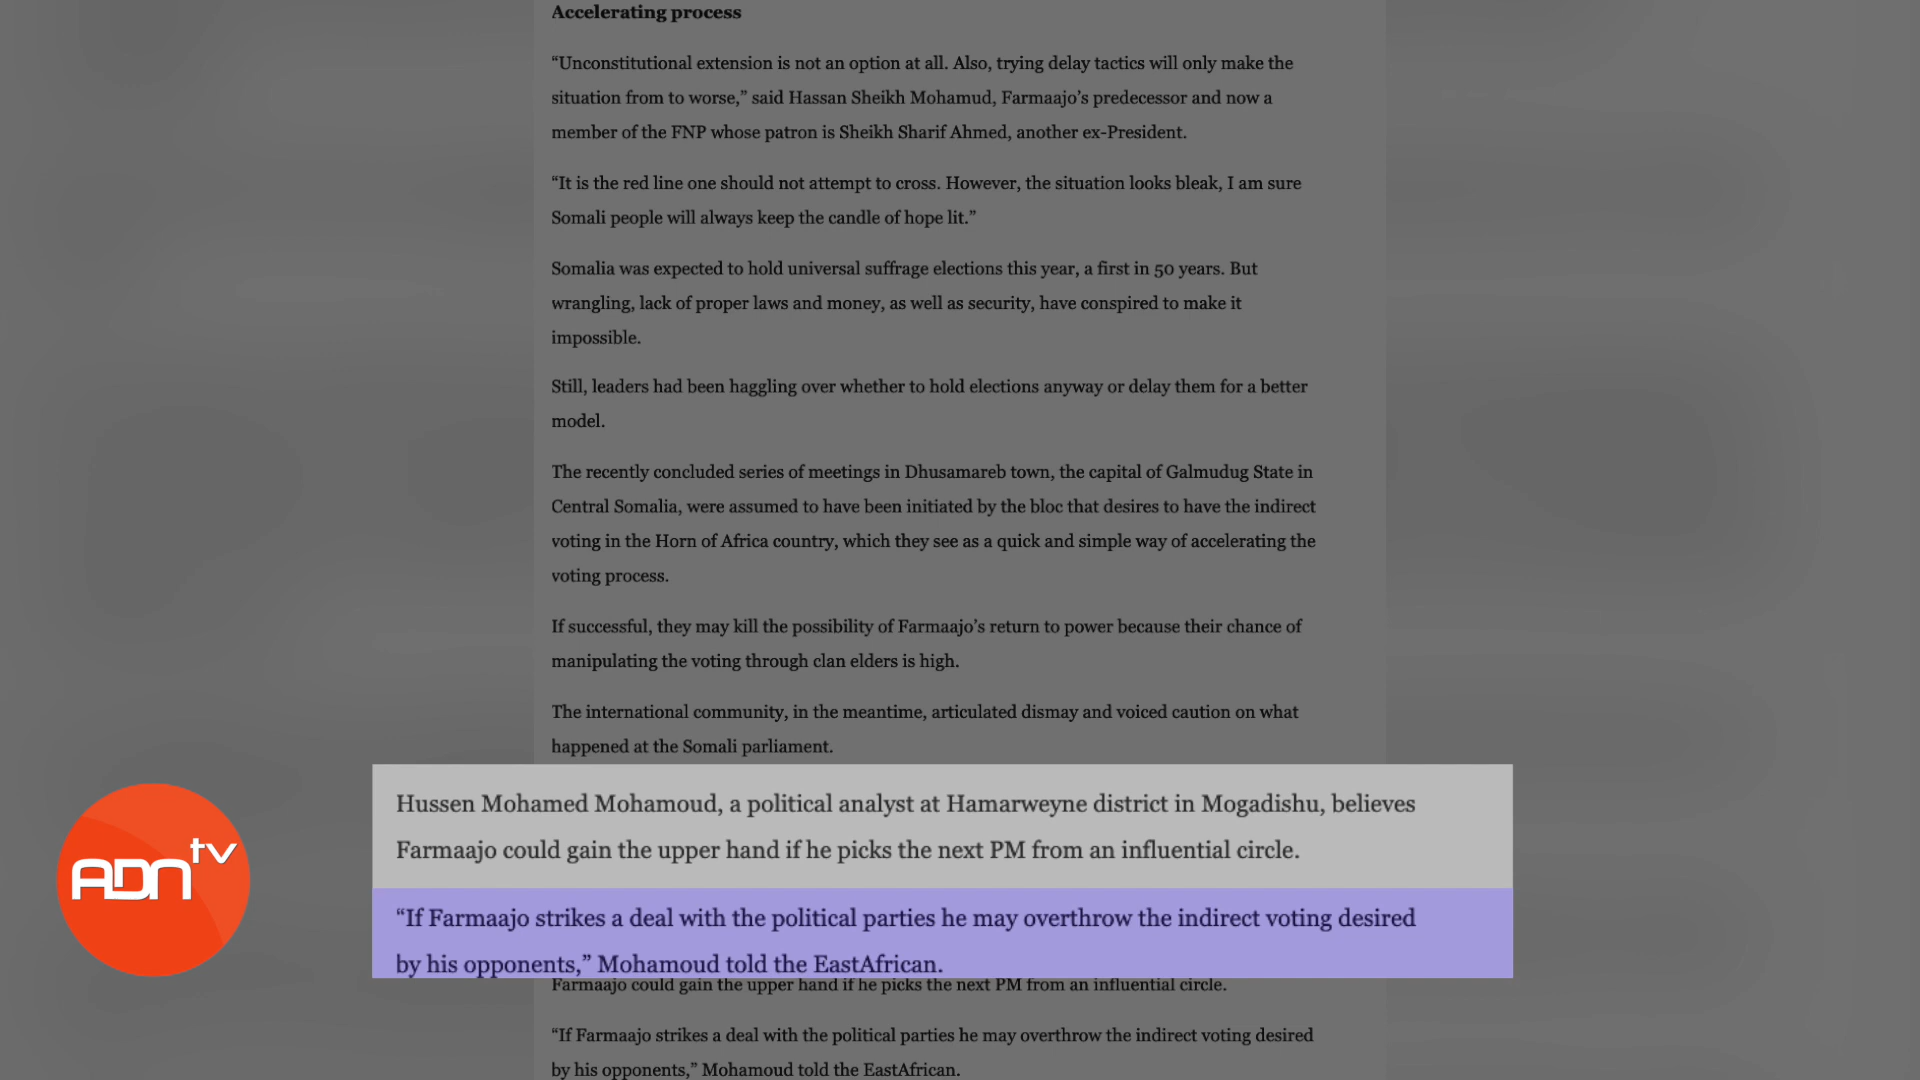 Accelerating process
“Unconstitutional extension is not an option at all. Also, trying delay tactics will only make the
situation from to worse,” said Hassan Sheikh Mohamud, Farmaajo’s predecessor and now a
member of the FNP whose patron is Sheikh Sharif Ahmed, another ex-President.
“It is the red line one should not attempt to cross. However, the situation looks bleak, I am sure
Somali people will always keep the candle of hope lit.”
Somalia was expected to hold universal suffrage elections this year, a first in 50 years. But
wrangling, lack of proper laws and money, as well as security, have conspired to make it
impossible.
Still, leaders had been haggling over whether to hold elections anyway or delay them for a better
model.
The recently concluded series of meetings in Dhusamareb town, the capital of Galmudug State in
Central Somalia, were assumed to have been initiated by the bloc that desires to have the indirect
voting in the Horn of Africa country, which they see as a quick and simple way of accelerating the
voting process.
If successful, they may kill the possibility of Farmaajo’s return to power because their chance of
manipulating the voting through clan elders is high.
The international community, in the meantime, articulated dismay and voiced caution on what
happened at the Somali parliament.
Hussen Mohamed Mohamoud, a political analyst at Hamarweyne district in Mogadishu, believes
Farmaajo could gain the upper hand if he picks the next PM from an influential circle.
“If Farmaajo strikes a deal with the political parties he may overthrow the indirect voting desired
by his opponents,” Mohamoud told the EastAfrican.
Farmaajo could gain the upper hand if he picks the next PM from an influential circle.
“If Farmaajo strikes a deal with the political parties he may overthrow the indirect voting desired
by his opponents,” Mohamoud told the EastAfrican.
ADN tv